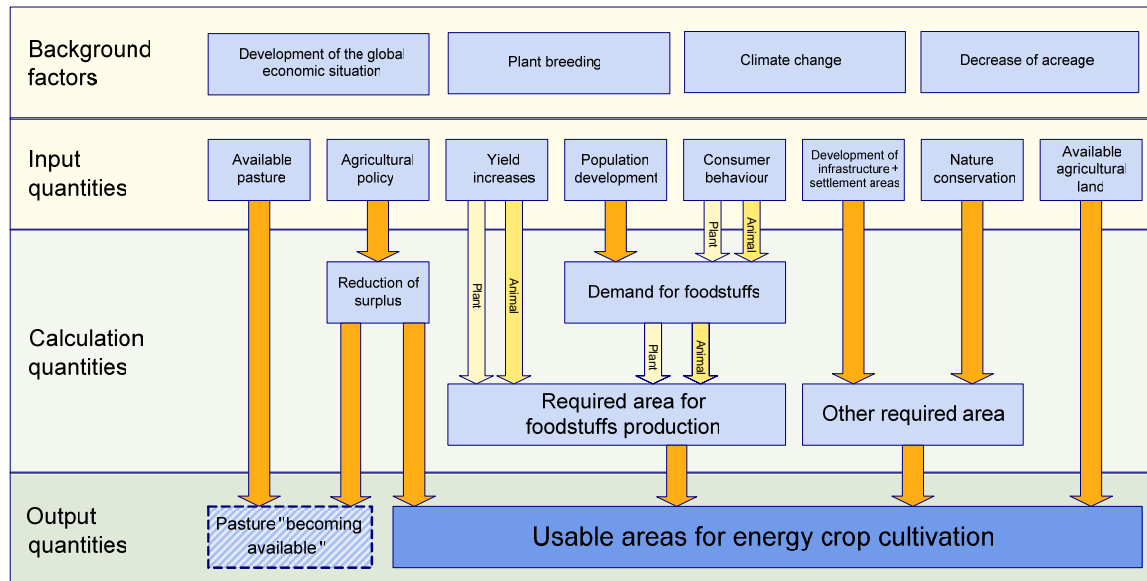 Background
factors
Development of the global
economic situation
Plant breeding
Climate change
Decrease of acreage
Input
quantities
Available
pasture
Agricultural
policy
Yield
increases
Population
development
Consumer
behaviour
Development of
infrastructure +
settlement areas
Nature
conservation
Available
agricultural
land
Plant
Animal
Plant
Animal
Calculation
quantities
Reduction of
surplus
Demand for foodstuffs
Plant
Animal
Required area for
foodstuffs production
Other required area
Output
quantities
Pasture "becoming
available"
Usable areas for energy crop cultivation